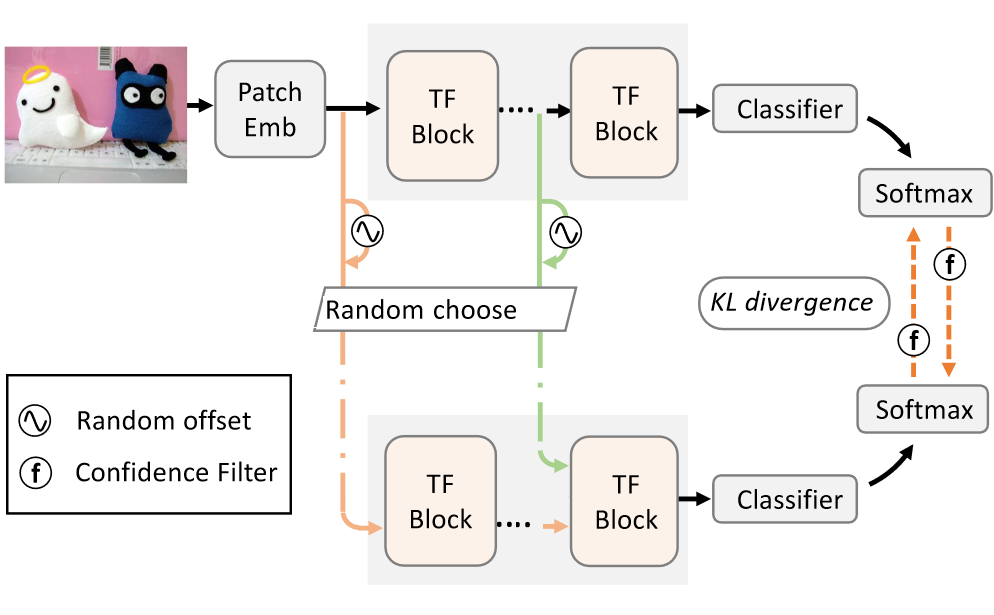 Patch
Emb
TF
Block
TF
Block
Classifier
Softmax
f
KL divergence
f
Random choose
Random offset
f Confidence Filter
TF
Block
TF
Block
Classifier
Softmax